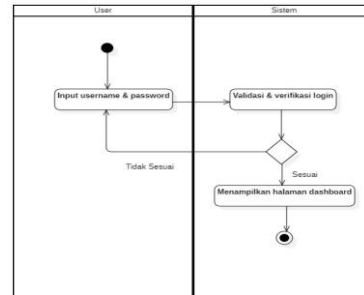 User
Sistem
Input username & password
Validasi & verifikasi login
Tidak Sesuai
Sesuai
Menampilkan halaman dashboard